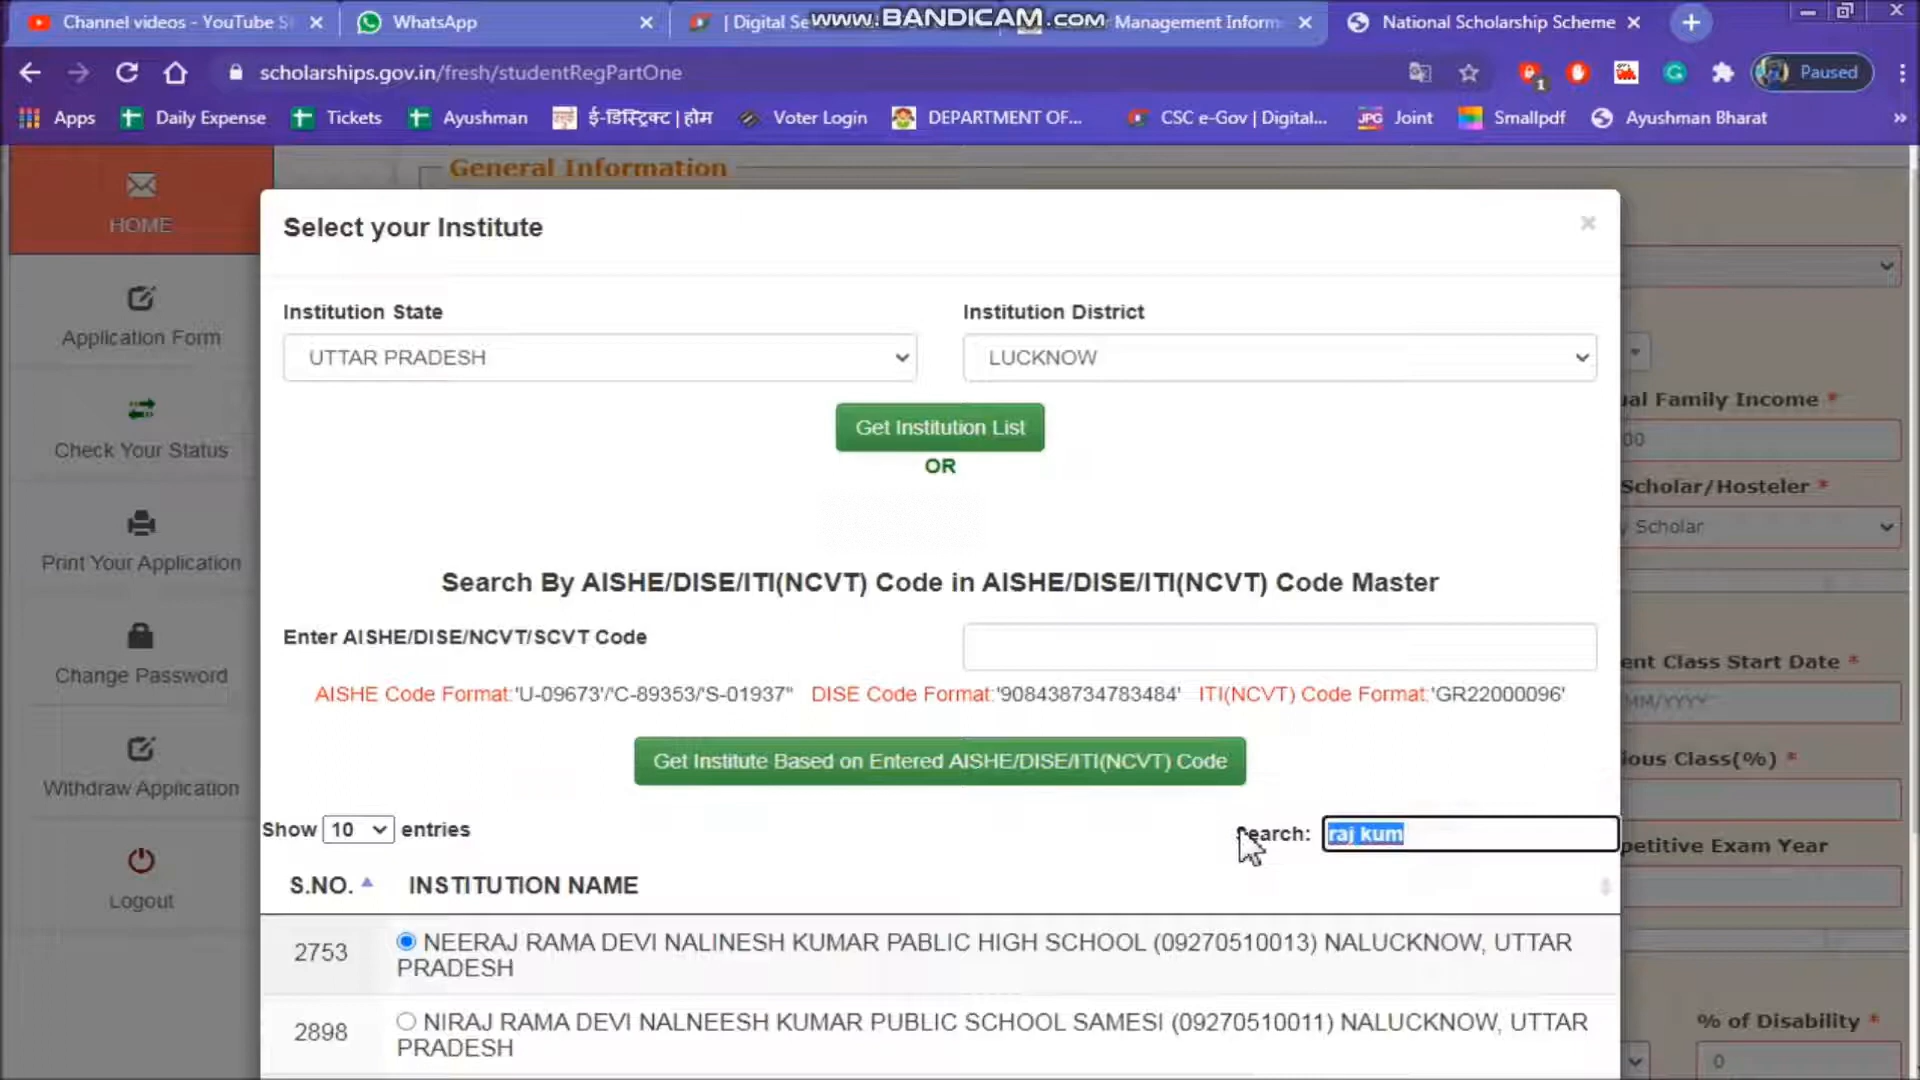 Channel videos - YouTube S
WhatsApp
| Digital Se
www.BANDICAM.com
Management Inform
National Scholarship Scheme
scholarships.gov.in/fresh/studentRegPartOne
1
Paused
Apps
Daily Expense
Tickets
Ayushman
ई-डिस्ट्रिक्ट | होम
Voter Login
DEPARTMENT OF...
CSC e-Gov | Digital...
JPG
Joint
Smallpdf
Ayushman Bharat
»
General Information
HOME
Application Form
Check Your Status
Print Your Application
Change Password
Withdraw Application
Logout
Select your Institute
×
Institution State
Institution District
UTTAR PRADESH
LUCKNOW
Get Institution List
OR
Search By AISHE/DISE/ITI(NCVT) Code in AISHE/DISE/ITI(NCVT) Code Master
Enter AISHE/DISE/NCVT/SCVT Code
AISHE Code Format:'U-09673'/'C-89353/'S-01937" DISE Code Format:'908438734783484' ITI(NCVT) Code Format:'GR22000096'
Get Institute Based on Entered AISHE/DISE/ITI(NCVT) Code
Show 10 entries
Search: raj kum
S.NO. INSTITUTION NAME
2753 NEERAJ RAMA DEVI NALINESH KUMAR PABLIC HIGH SCHOOL (09270510013) NALUCKNOW, UTTAR
PRADESH
2898 NIRAJ RAMA DEVI NALNEESH KUMAR PUBLIC SCHOOL SAMESI (09270510011) NALUCKNOW, UTTAR
PRADESH
ual Family Income *
00
Scholar/Hosteler *
y Scholar
ent Class Start Date *
MM/YYYY
ious Class(%) *
petitive Exam Year
% of Disability *
0